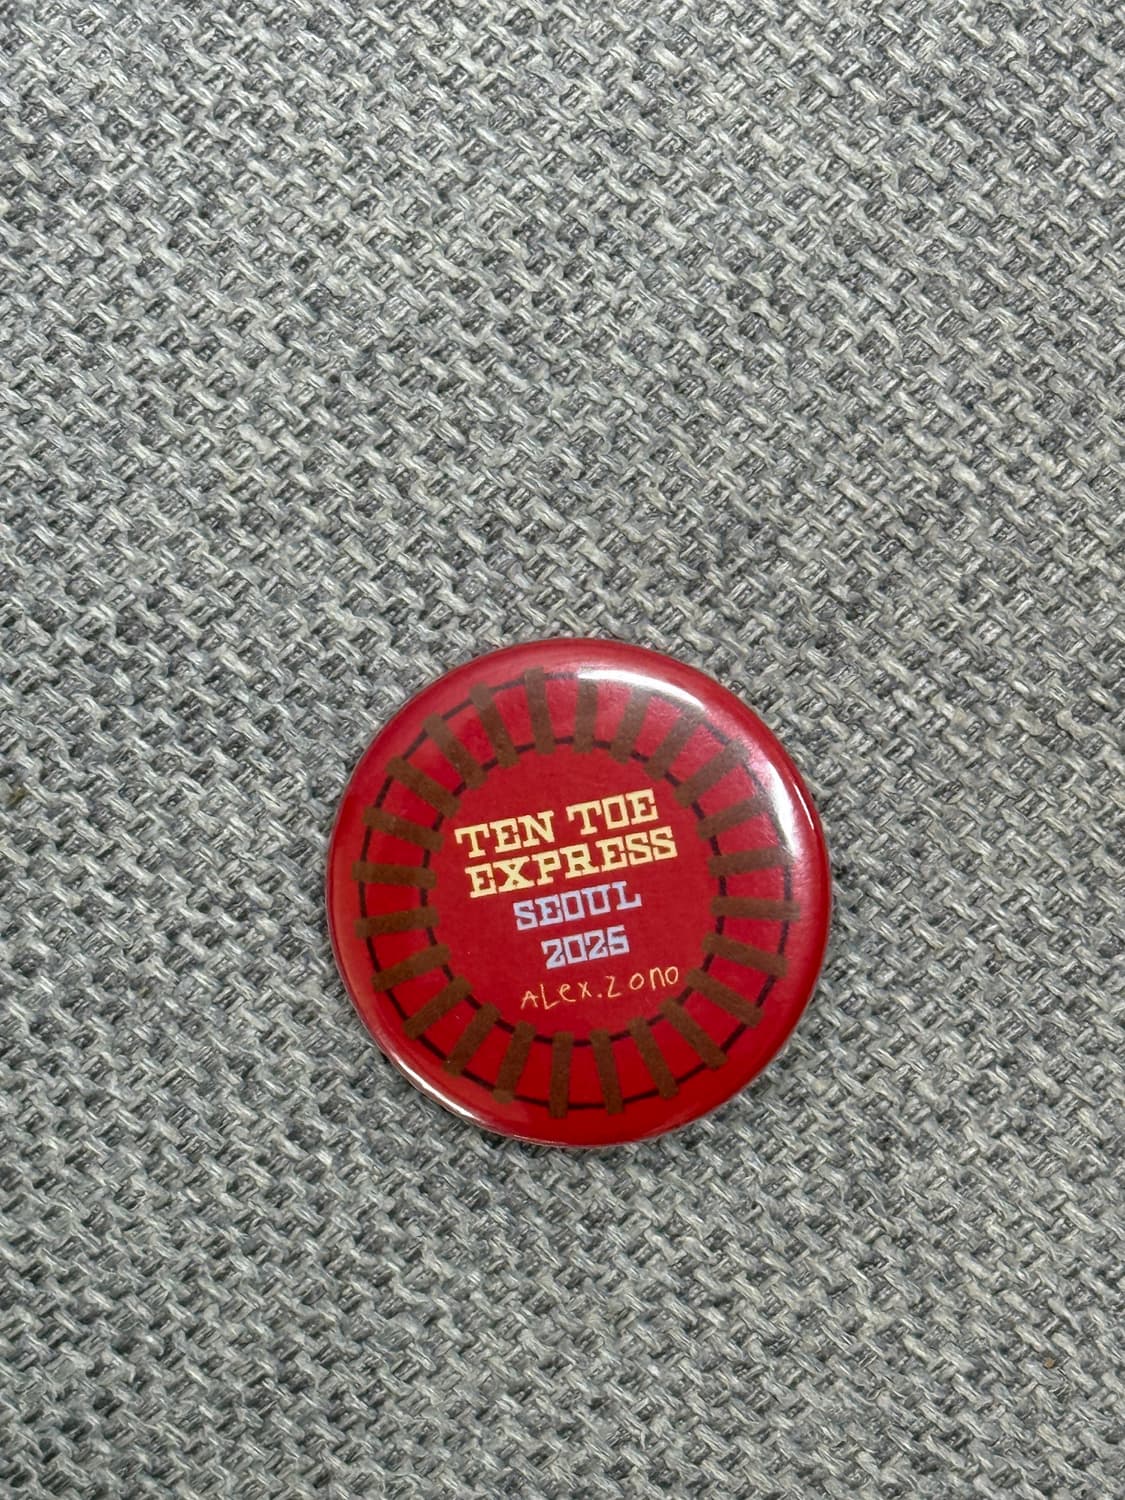 TEN TOE
EXPRESS
SEOUL
2025
ALex.Zono